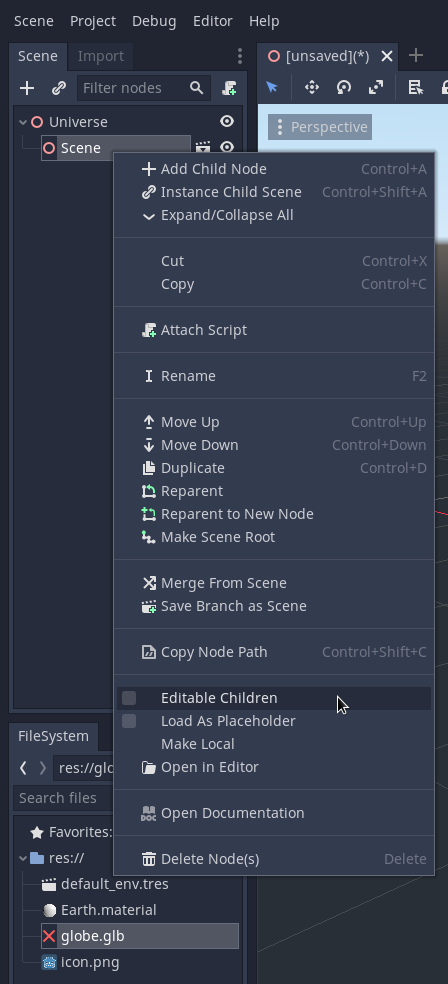 Scene Project Debug Editor Help
Scene Import
[unsaved](*)
Filter nodes
Perspective
Universe
Scene
Add Child Node Control+A
Instance Child Scene Control+Shift+A
Expand/Collapse All
Cut Control+X
Copy Control+C
Attach Script
Rename F2
Move Up Control+Up
Move Down Control+Down
Duplicate Control+D
Reparent
Reparent to New Node
Make Scene Root
Merge From Scene
Save Branch as Scene
Copy Node Path Control+Shift+C
Editable Children
Load As Placeholder
Make Local
Open in Editor
Open Documentation
Delete Node(s) Delete
FileSystem
res://glo
Search files
Favorites:
res://
default_env.tres
Earth.material
globe.glb
icon.png